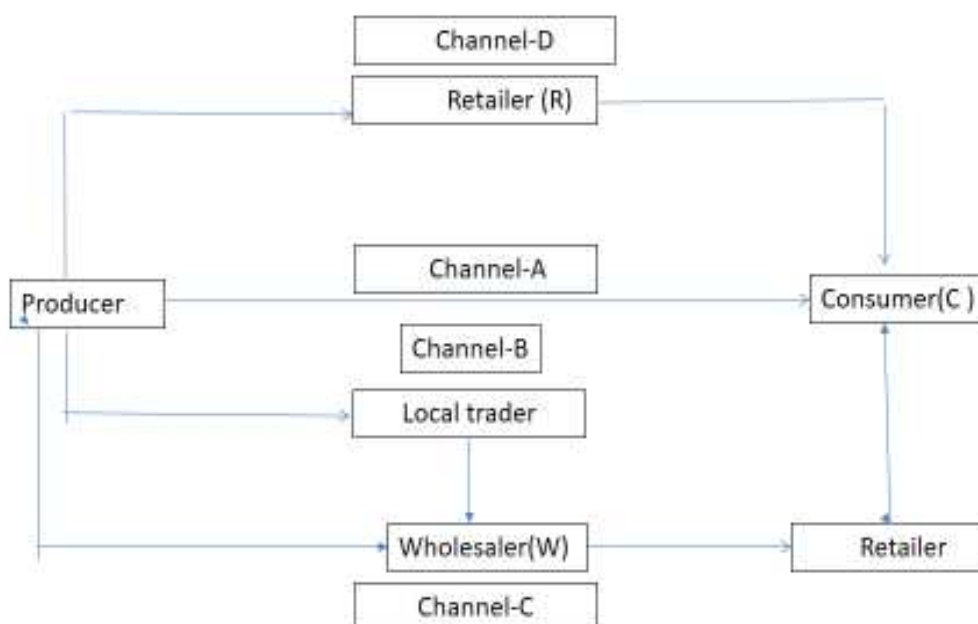 Channel-D
Retailer (R)
Channel-A
Producer
Consumer(C )
Channel-B
Local trader
Wholesaler(W)
Retailer
Channel-C